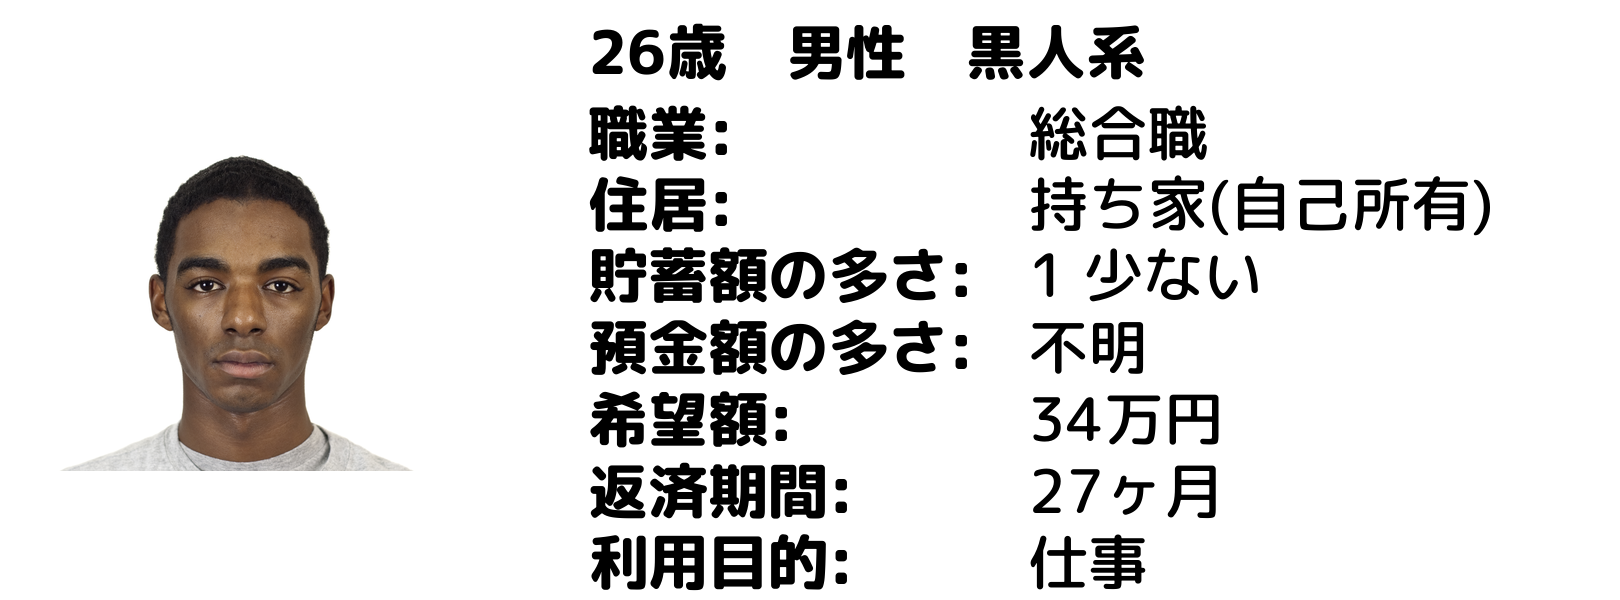 26歳　男性　黒人系
職業: 総合職
住居: 持ち家(自己所有)
貯蓄額の多さ: 1 少ない
預金額の多さ: 不明
希望額: 34万円
返済期間: 27ヶ月
利用目的: 仕事